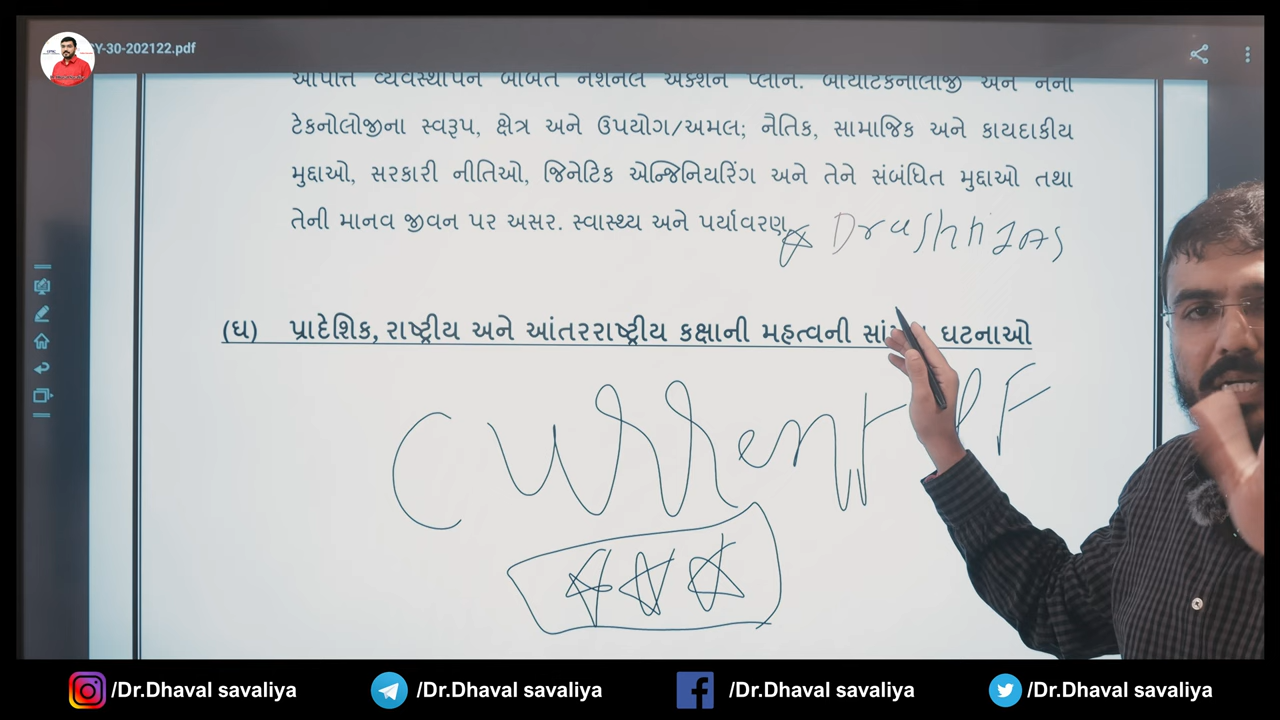 SY-30-202122.pdf
આપત્તિ વ્યવસ્થાપન બાબત નેશનલ એક્શન પ્લાન. બાયોટેકનોલોજી અને નેનો
ટેકનોલોજીના સ્વરૂપ, ક્ષેત્ર અને ઉપયોગ/અમલ; નૈતિક, સામાજિક અને કાયદાકીય
મુદ્દાઓ, સરકારી નીતિઓ, જિનેટિક એન્જિનિયરિંગ અને તેને સંબંધિત મુદ્દાઓ તથા
તેની માનવ જીવન પર અસર. સ્વાસ્થ્ય અને પર્યાવરણ
Drashti IAS
(ઘ) પ્રાદેશિક, રાષ્ટ્રીય અને આંતરરાષ્ટ્રીય કક્ષાની મહત્વની ઘટનાઓ
Current
/Dr.Dhaval savaliya /Dr.Dhaval savaliya /Dr.Dhaval savaliya /Dr.Dhaval savaliya